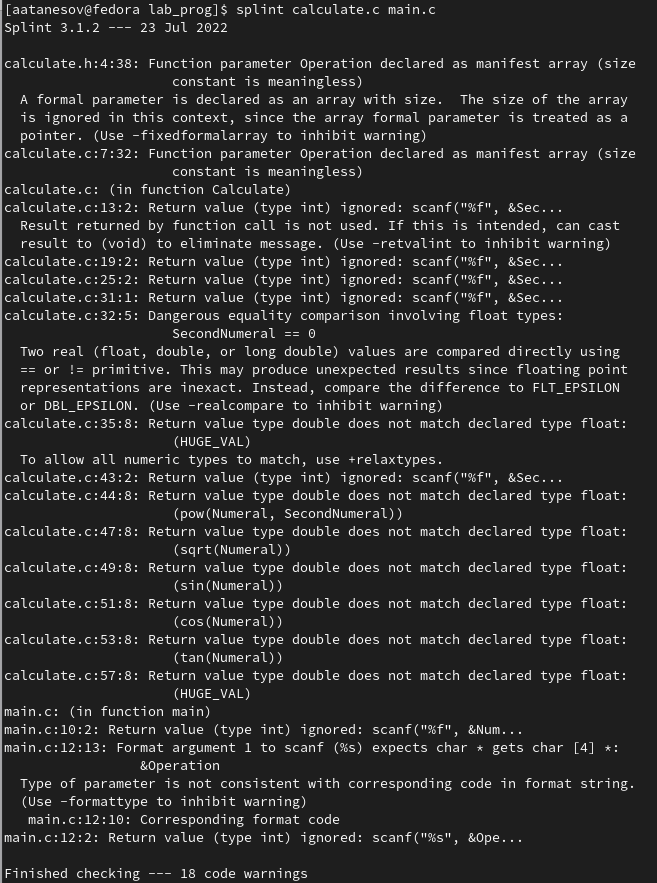 [aatanesov@fedora lab_prog]$ splint calculate.c main.c
Splint 3.1.2 --- 23 Jul 2022
calculate.h:4:38: Function parameter Operation declared as manifest array (size
constant is meaningless)
A formal parameter is declared as an array with size.  The size of the array
is ignored in this context, since the array formal parameter is treated as a
pointer. (Use -fixedformalarray to inhibit warning)
calculate.c:7:32: Function parameter Operation declared as manifest array (size
constant is meaningless)
calculate.c: (in function Calculate)
calculate.c:13:2: Return value (type int) ignored: scanf("%f", &Sec...
Result returned by function call is not used. If this is intended, can cast
result to (void) to eliminate message. (Use -retvalint to inhibit warning)
calculate.c:19:2: Return value (type int) ignored: scanf("%f", &Sec...
calculate.c:25:2: Return value (type int) ignored: scanf("%f", &Sec...
calculate.c:31:1: Return value (type int) ignored: scanf("%f", &Sec...
calculate.c:32:5: Dangerous equality comparison involving float types:
SecondNumeral == 0
Two real (float, double, or long double) values are compared directly using
== or != primitive. This may produce unexpected results since floating point
representations are inexact. Instead, compare the difference to FLT_EPSILON
or DBL_EPSILON. (Use -realcompare to inhibit warning)
calculate.c:35:8: Return value type double does not match declared type float:
(HUGE_VAL)
To allow all numeric types to match, use +relaxtypes.
calculate.c:43:2: Return value (type int) ignored: scanf("%f", &Sec...
calculate.c:44:8: Return value type double does not match declared type float:
(pow(Numeral, SecondNumeral))
calculate.c:47:8: Return value type double does not match declared type float:
(sqrt(Numeral))
calculate.c:49:8: Return value type double does not match declared type float:
(sin(Numeral))
calculate.c:51:8: Return value type double does not match declared type float:
(cos(Numeral))
calculate.c:53:8: Return value type double does not match declared type float:
(tan(Numeral))
calculate.c:57:8: Return value type double does not match declared type float:
(HUGE_VAL)
main.c: (in function main)
main.c:10:2: Return value (type int) ignored: scanf("%f", &Num...
main.c:12:13: Format argument 1 to scanf (%s) expects char * gets char [4] *:
&Operation
Type of parameter is not consistent with corresponding code in format string.
(Use -formattype to inhibit warning)
main.c:12:10: Corresponding format code
main.c:12:2: Return value (type int) ignored: scanf("%s", &Ope...
Finished checking --- 18 code warnings